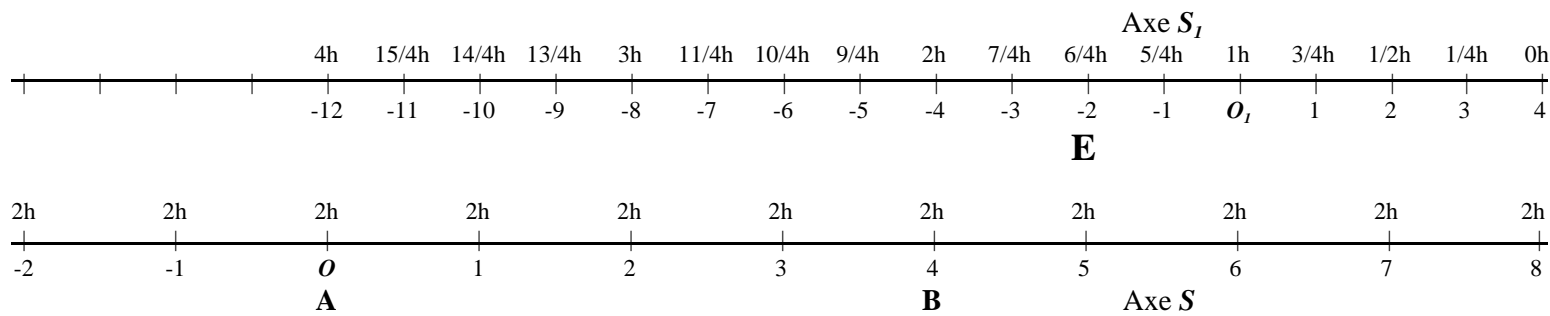 Axe S₁
4h 15/4h 14/4h 13/4h 3h 11/4h 10/4h 9/4h 2h 7/4h 6/4h 5/4h 1h 3/4h 1/2h 1/4h 0h
-12 -11 -10 -9 -8 -7 -6 -5 -4 -3 -2 -1 O₁ 1 2 3 4
E
2h 2h 2h 2h 2h 2h 2h 2h 2h 2h 2h
-2 -1 O 1 2 3 4 5 6 7 8
A B Axe S